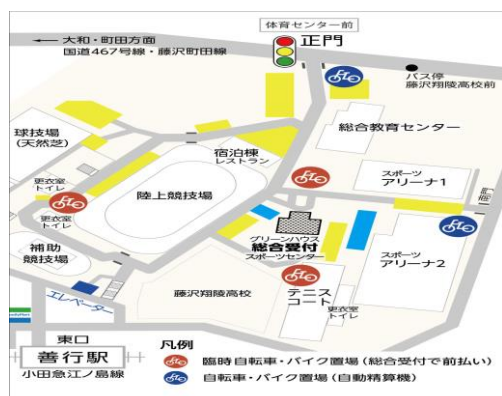 体育センター前
← 大和・町田方面
国道467号線・藤沢町田線
正門
バス停
藤沢翔陵高校前
球技場
(天然芝)
宿泊棟
レストラン
総合教育センター
更衣室
トイレ
陸上競技場
スポーツ
アリーナ1
西門
更衣室
トイレ
グリーンハウス
総合受付
スポーツセンター
スポーツ
アリーナ2
補助
競技場
藤沢翔陵高校
テニス
コート
更衣室
トイレ
エレベーター
東口
善行駅
小田急江ノ島線
凡例
臨時自転車・バイク置場(総合受付で前払い)
自転車・バイク置場(自動精算機)